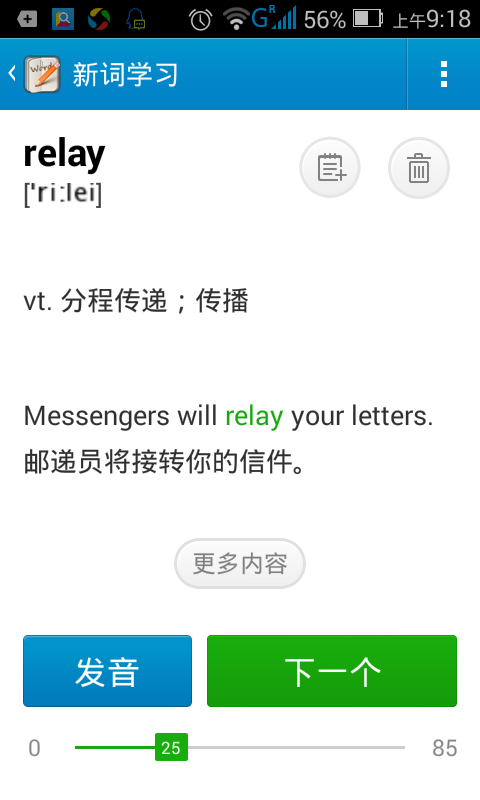 G R 56% 上午9:18
Words 新词学习
relay
['ri:lei]
vt. 分程传递；传播
Messengers will relay your letters.
邮递员将接转你的信件。
更多内容
发音 下一个
0 25 85